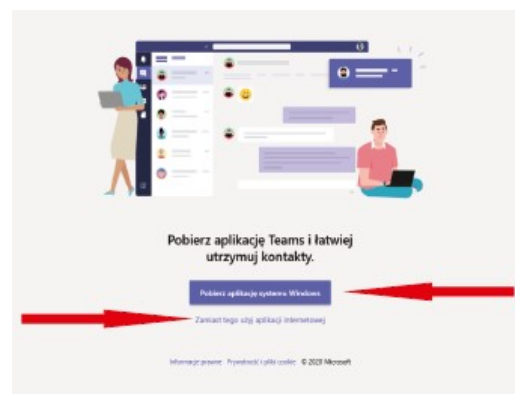 Pobierz aplikację Teams i łatwiej
utrzymuj kontakty.
Pobierz aplikację systemu Windows
Zamiast tego użyj aplikacji internetowej
Informacje prawne Prywatność i pliki cookie © 2020 Microsoft